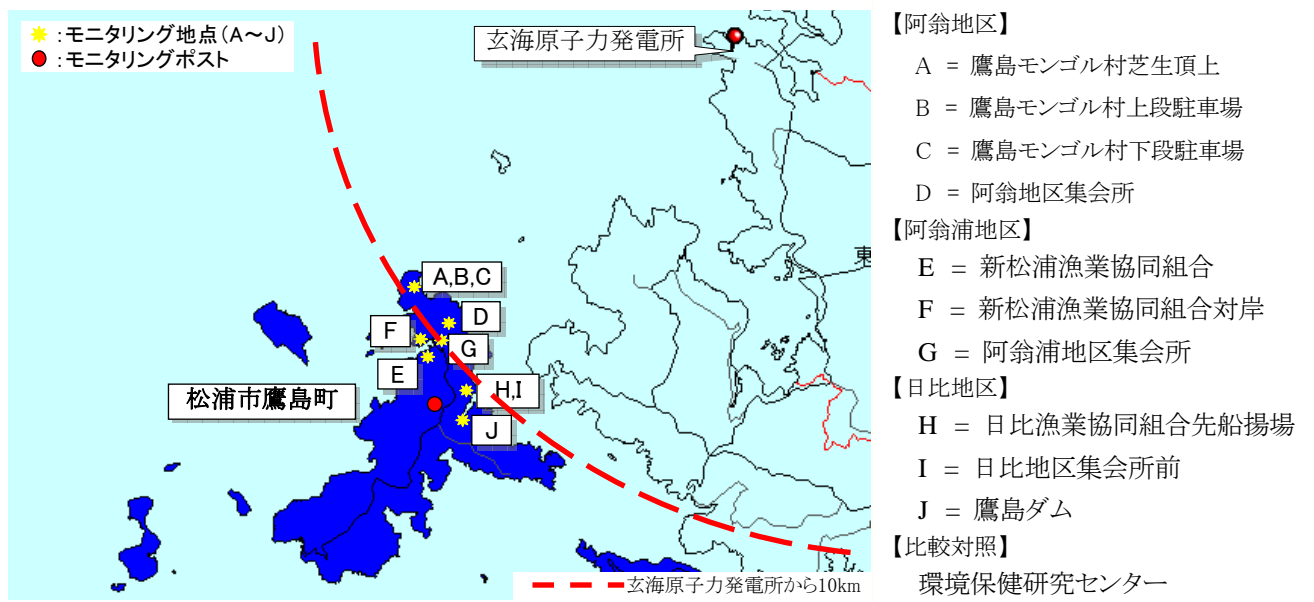 :モニタリング地点(A～J)
:モニタリングポスト
玄海原子力発電所
A,B,C
D
F
G
E
H,I
J
松浦市鷹島町
東
玄海原子力発電所から10km
【阿翁地区】
A = 鷹島モンゴル村芝生頂上
B = 鷹島モンゴル村上段駐車場
C = 鷹島モンゴル村下段駐車場
D = 阿翁地区集会所
【阿翁浦地区】
E = 新松浦漁業協同組合
F = 新松浦漁業協同組合対岸
G = 阿翁浦地区集会所
【日比地区】
H = 日比漁業協同組合先船揚場
I = 日比地区集会所前
J = 鷹島ダム
【比較対照】
環境保健研究センター